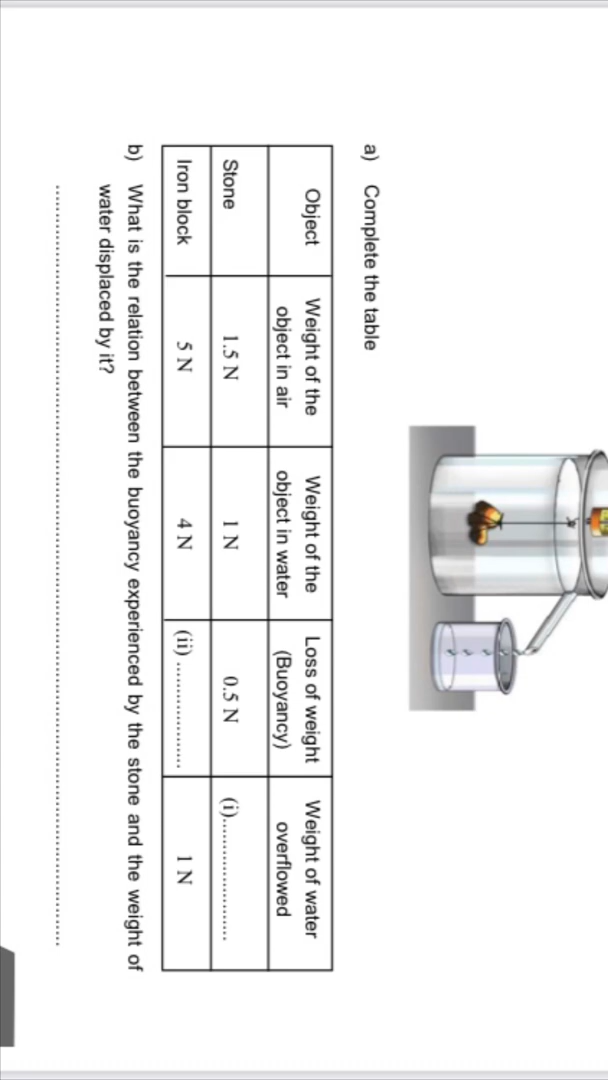 a) Complete the table
Object
Weight of the
object in air
Weight of the
object in water
Loss of weight
(Buoyancy)
Weight of water
overflowed
Stone
1.5 N
1 N
0.5 N
(i)........................
Iron block
5 N
4 N
(ii) .....................
1 N
b) What is the relation between the buoyancy experienced by the stone and the weight of
water displaced by it?
....................................................................................................................................